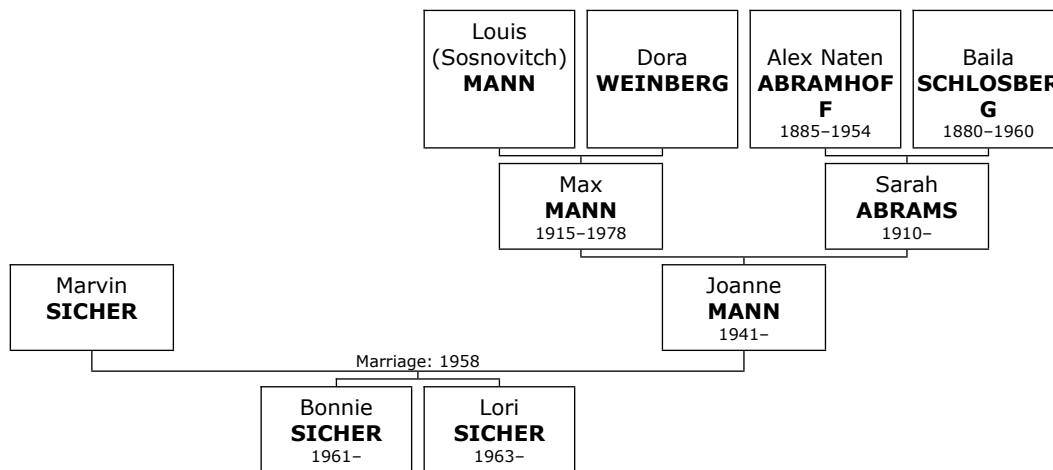 Louis
(Sosnovitch)
MANN
Dora
WEINBERG
Alex Naten
ABRAMHOF
F
1885–1954
Baila
SCHLOSBER
G
1880–1960
Max
MANN
1915–1978
Sarah
ABRAMS
1910–
Marvin
SICHER
Joanne
MANN
1941–
Marriage: 1958
Bonnie
SICHER
1961–
Lori
SICHER
1963–